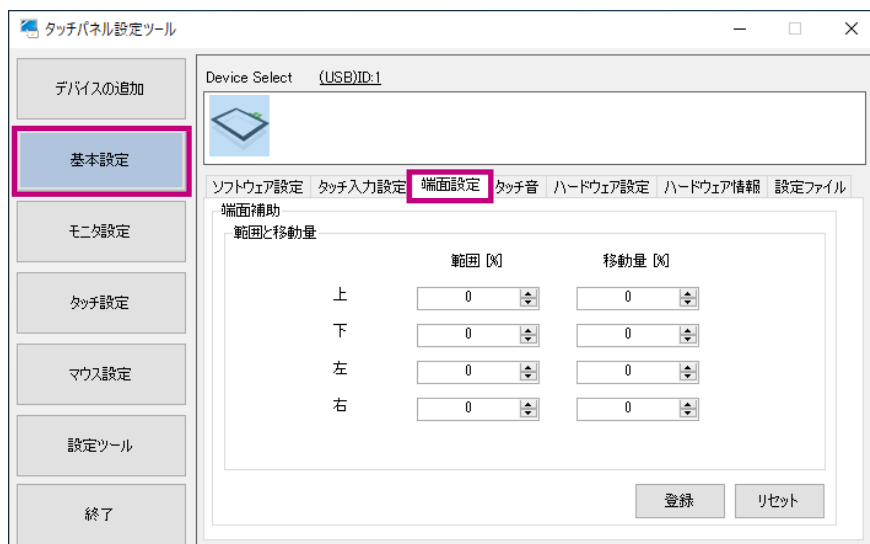 タッチパネル設定ツール
デバイスの追加
基本設定
モニタ設定
タッチ設定
マウス設定
設定ツール
終了
Device Select (USB)ID:1
ソフトウェア設定 タッチ入力設定 端面設定 タッチ音 ハードウェア設定 ハードウェア情報 設定ファイル
端面補助
範囲と移動量
範囲 [%] 移動量 [%]
上 0 0
下 0 0
左 0 0
右 0 0
登録 リセット